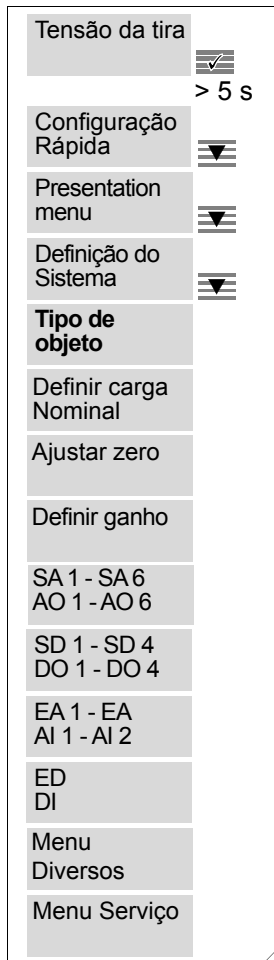 Tensão da tira
> 5 s
Configuração
Rápida
Presentation
menu
Definição do
Sistema
Tipo de
objeto
Definir carga
Nominal
Ajustar zero
Definir ganho
SA 1 - SA 6
AO 1 - AO 6
SD 1 - SD 4
DO 1 - DO 4
EA 1 - EA
AI 1 - AI 2
ED
DI
Menu
Diversos
Menu Serviço